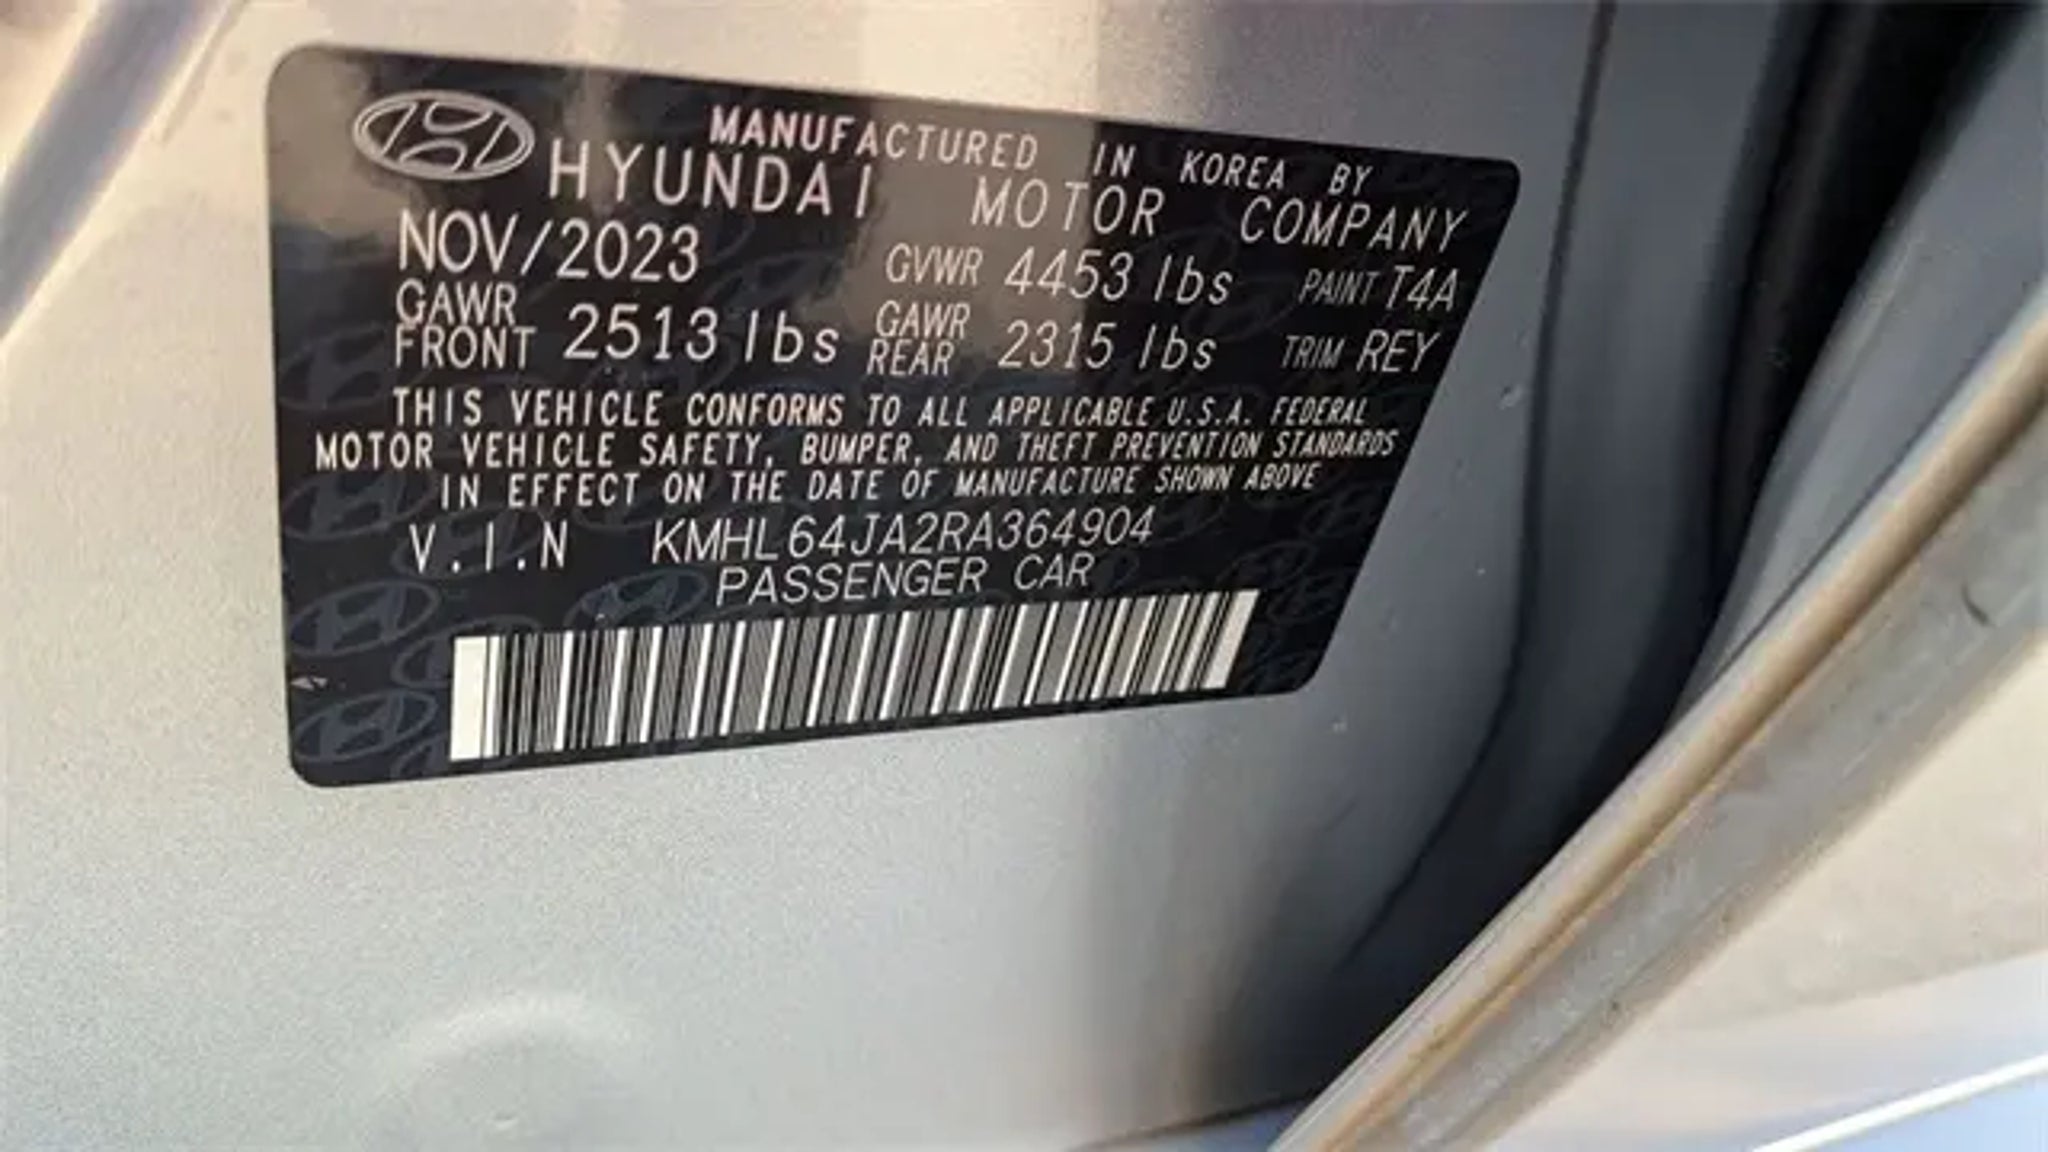 MANUFACTURED IN KOREA BY
HYUNDAI MOTOR COMPANY
NOV/2023 GVWR 4453 lbs PAINT T4A
GAWR FRONT 2513 lbs GAWR REAR 2315 lbs TRIM REY
THIS VEHICLE CONFORMS TO ALL APPLICABLE U.S.A. FEDERAL
MOTOR VEHICLE SAFETY, BUMPER, AND THEFT PREVENTION STANDARDS
IN EFFECT ON THE DATE OF MANUFACTURE SHOWN ABOVE
V.I.N KMHL64JA2RA364904
PASSENGER CAR